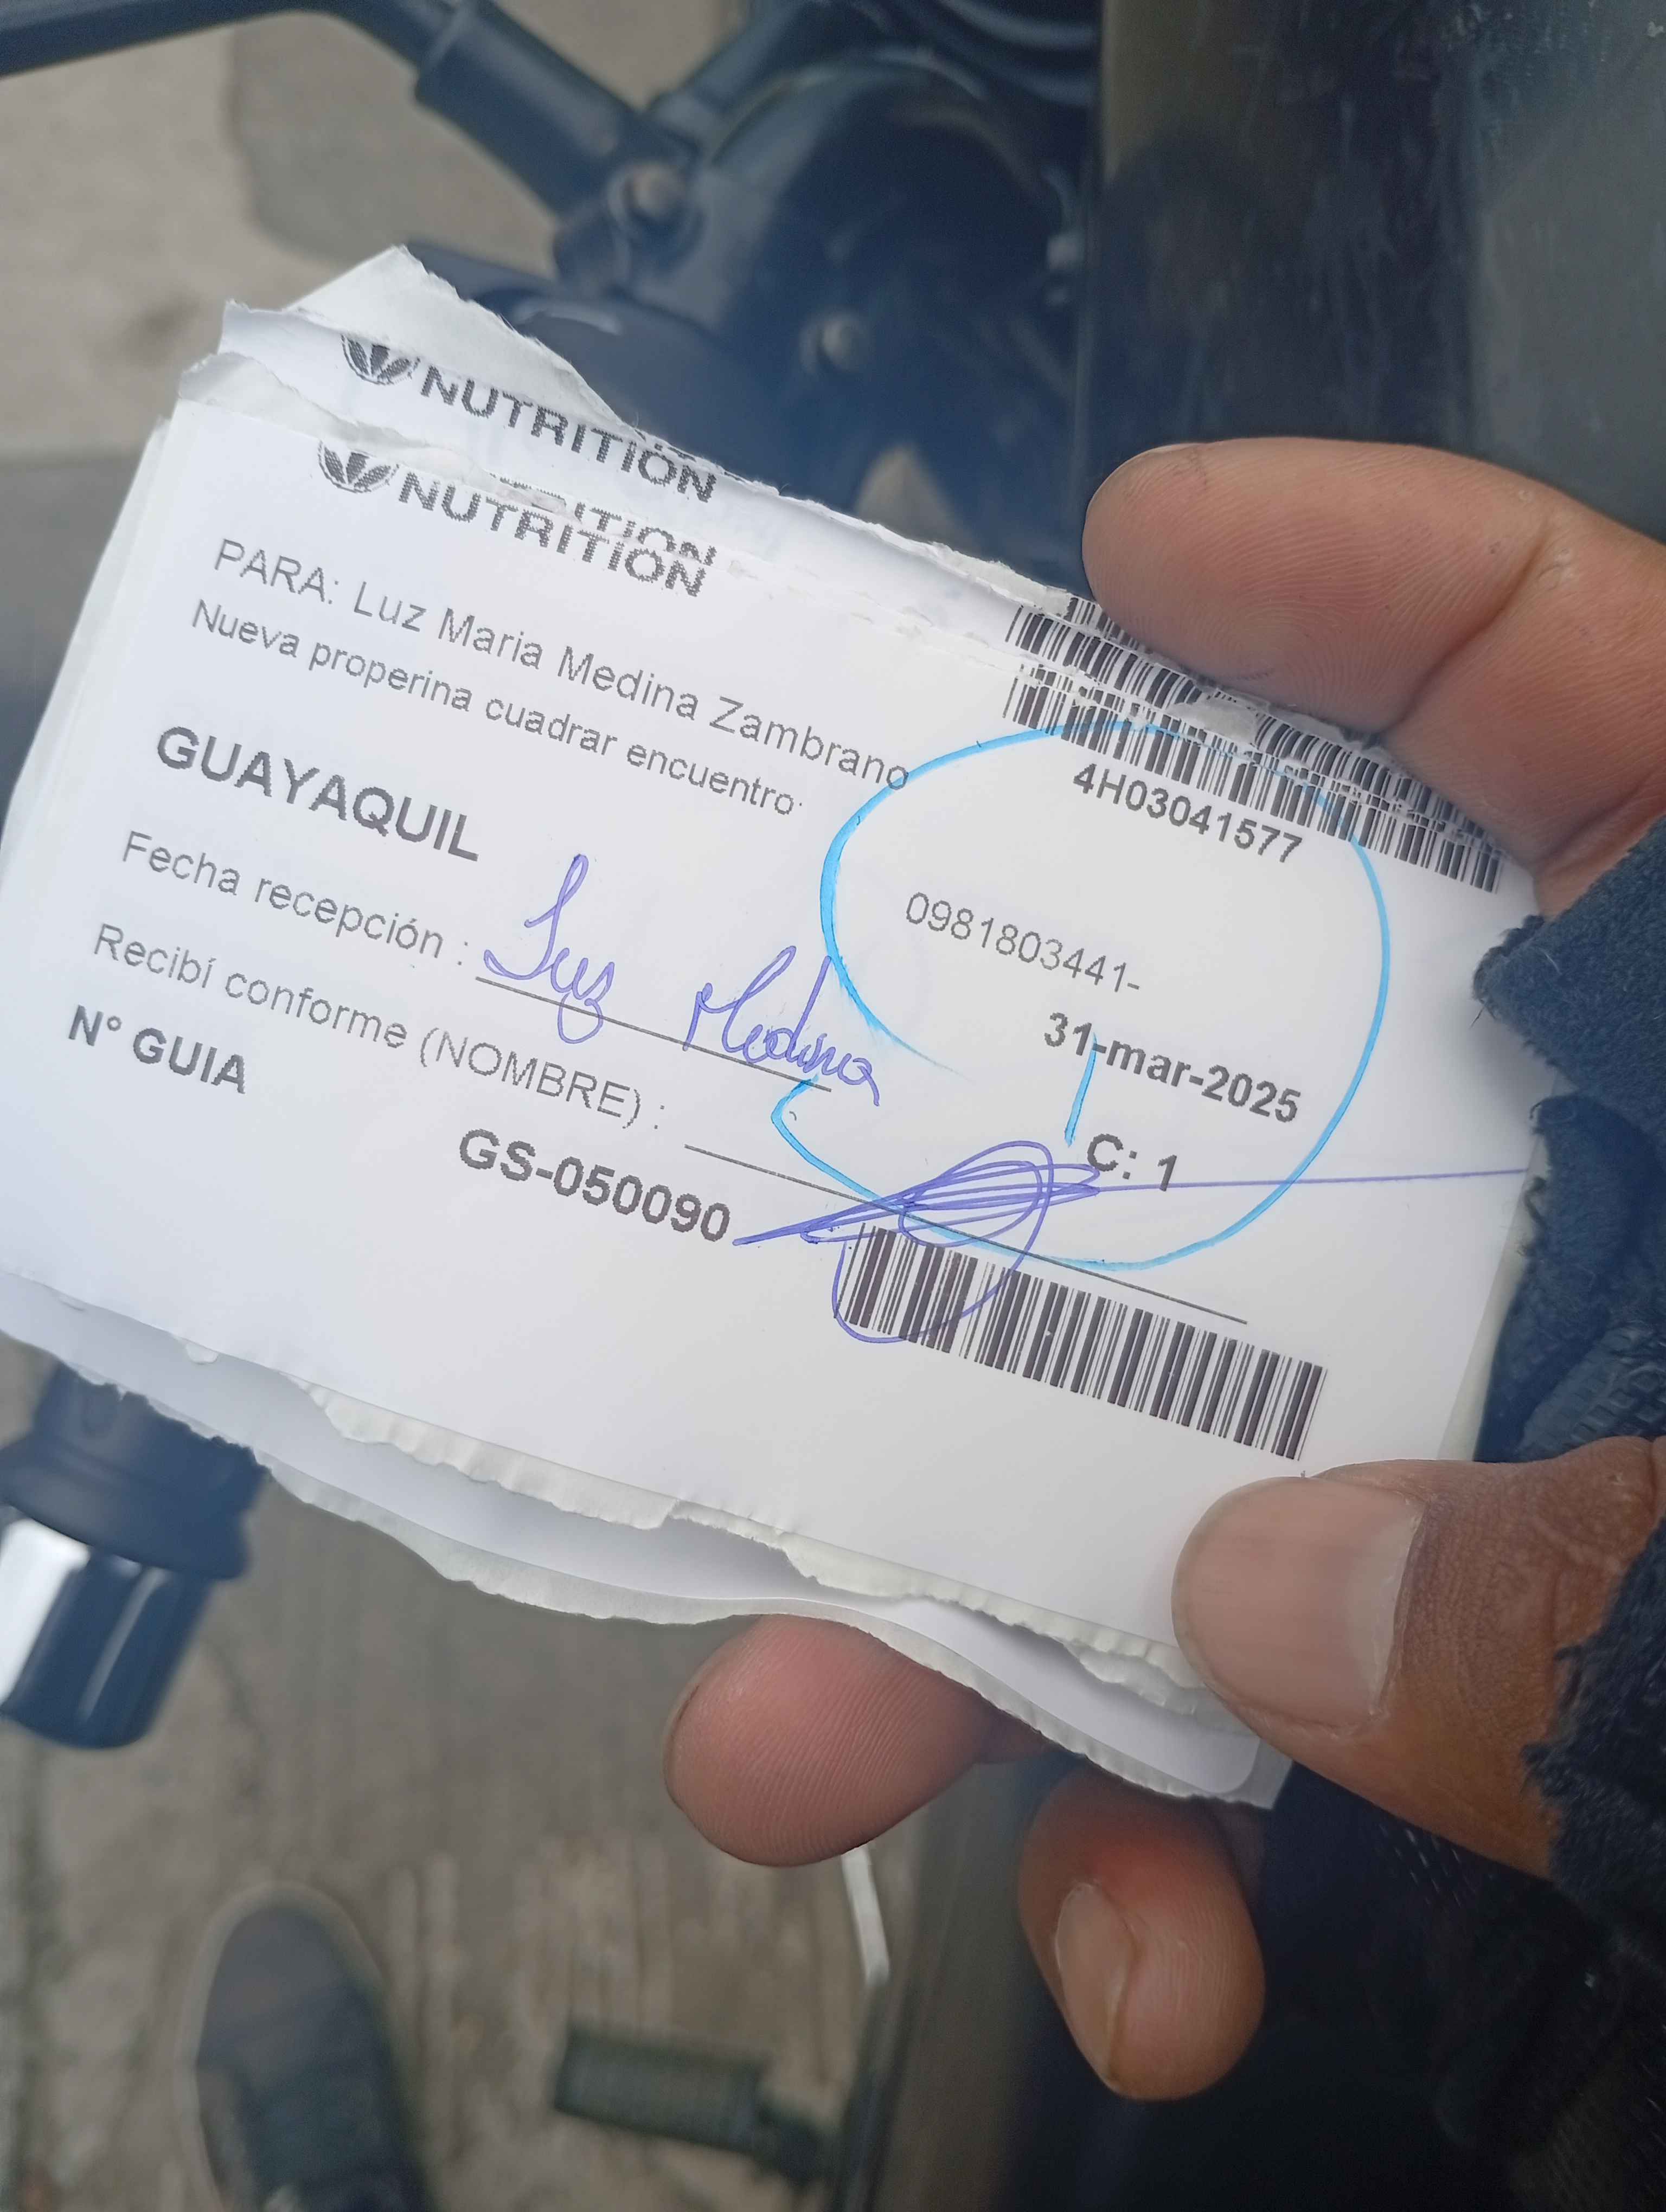 NUTRITION
ITION
NUTRITION
PARA: Luz Maria Medina Zambrano
Nueva properina cuadrar encuentro
4H03041577
GUAYAQUIL
0981803441-
Fecha recepción : Luz Medina
31-mar-2025
Recibí conforme (NOMBRE) :
C: 1
N° GUIA
GS-050090